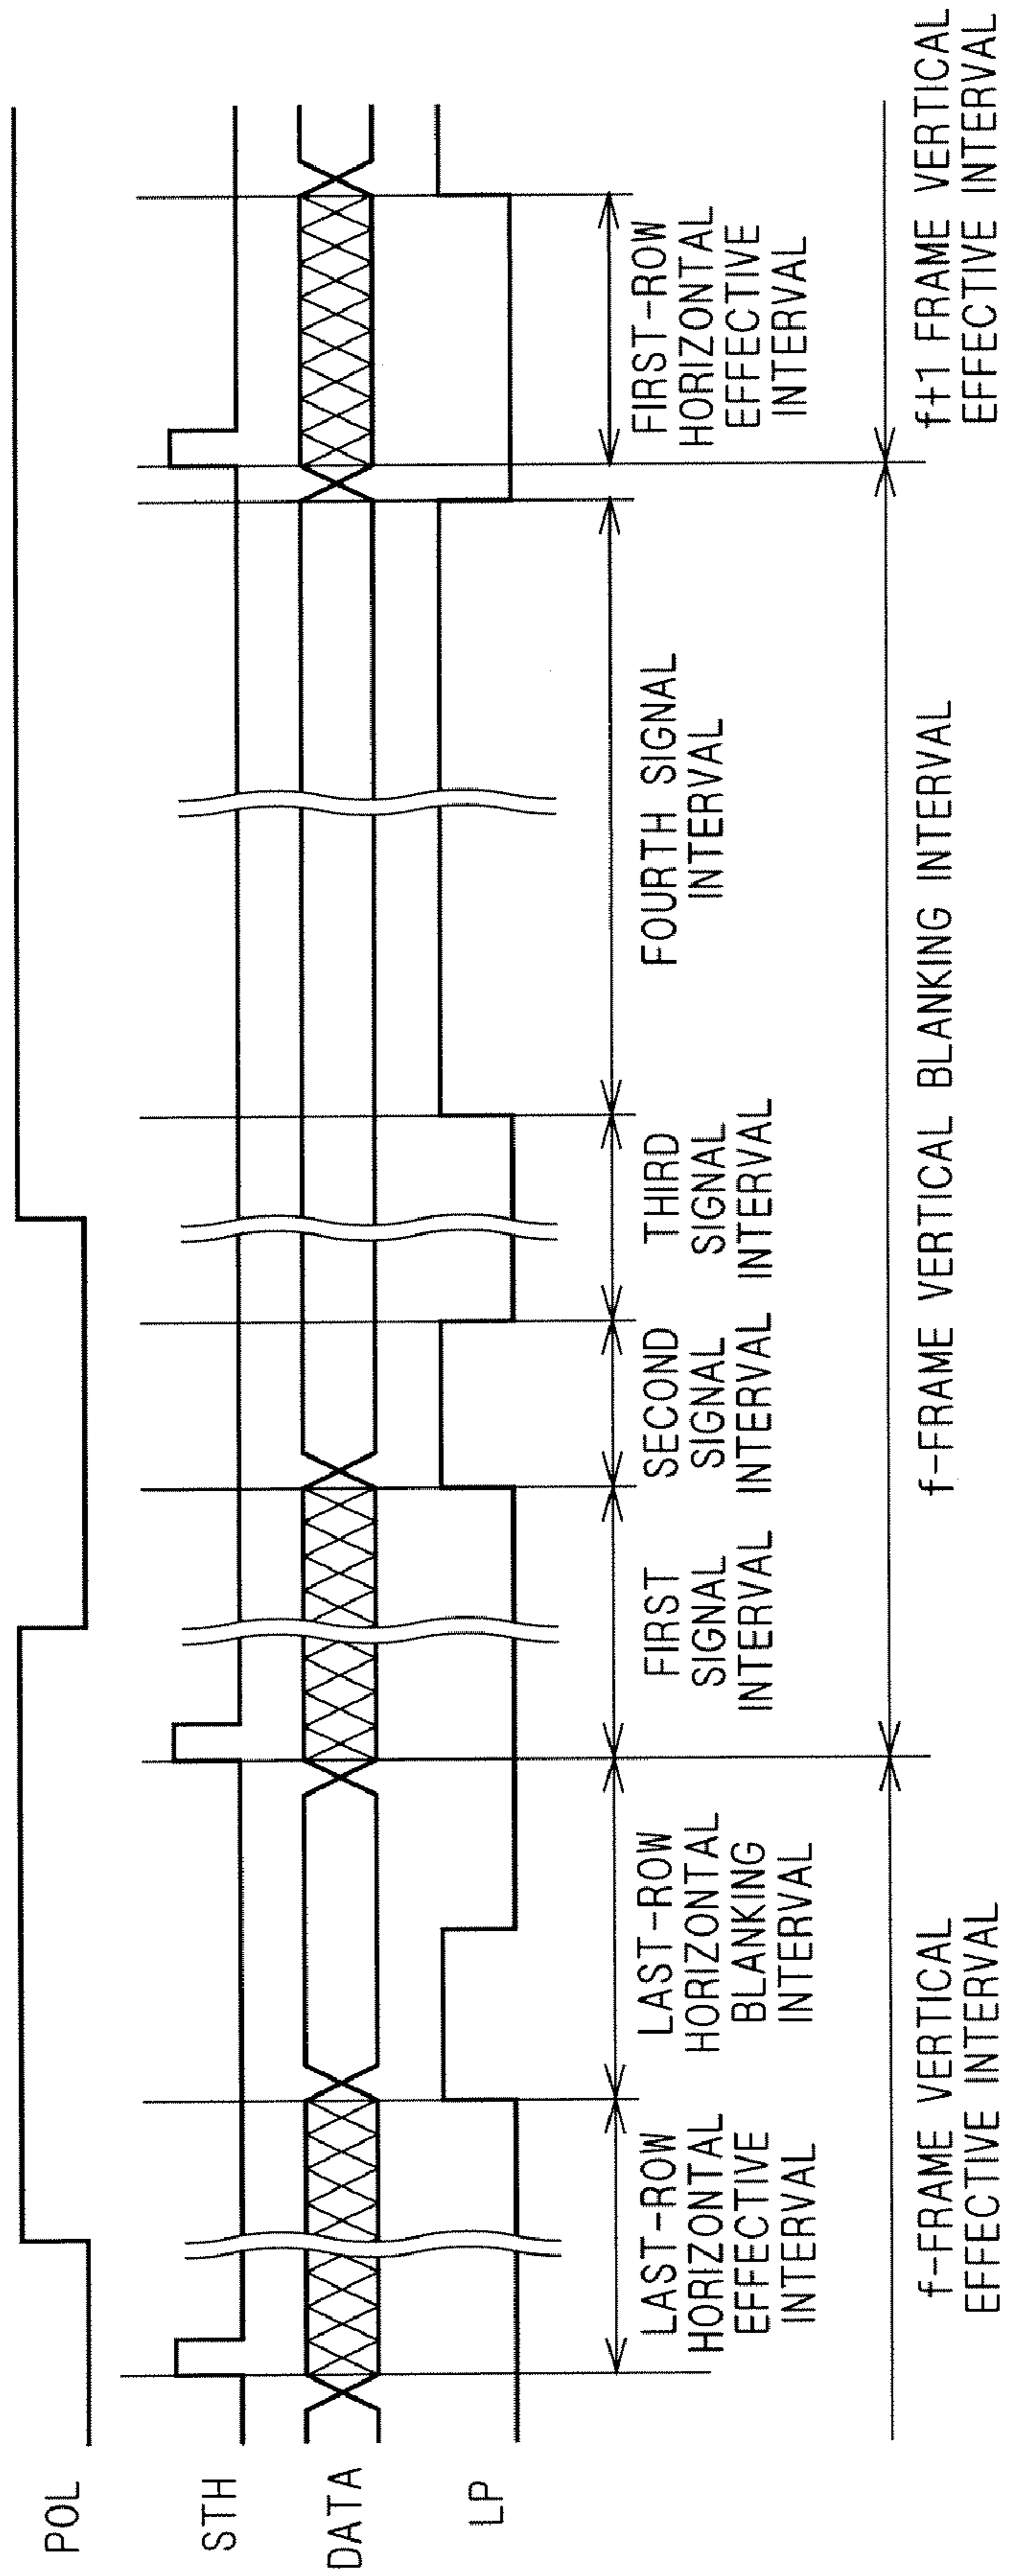 POL
STH
DATA
LP
LAST-ROW
HORIZONTAL
EFFECTIVE
INTERVAL
LAST-ROW
HORIZONTAL
BLANKING
INTERVAL
FIRST
SIGNAL
INTERVAL
SECOND
SIGNAL
INTERVAL
THIRD
SIGNAL
INTERVAL
FOURTH SIGNAL
INTERVAL
FIRST-ROW
HORIZONTAL
EFFECTIVE
INTERVAL
f-FRAME VERTICAL
EFFECTIVE INTERVAL
f-FRAME VERTICAL BLANKING INTERVAL
f+1 FRAME VERTICAL
EFFECTIVE INTERVAL